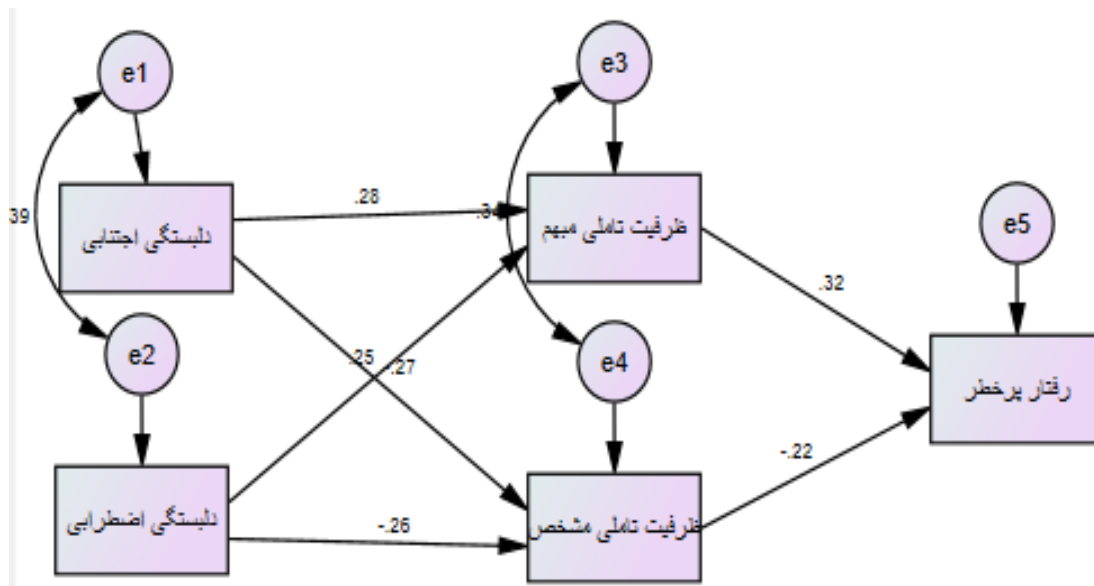 e1
e3
39
دلبستگی اجتنابی
.28
ظرفیت تاملی مبهم
e5
.32
e2
e4
.25
-.27
رفتار پرخطر
دلبستگی اضطرابی
-.26
ظرفیت تاملی مشخص
-.22